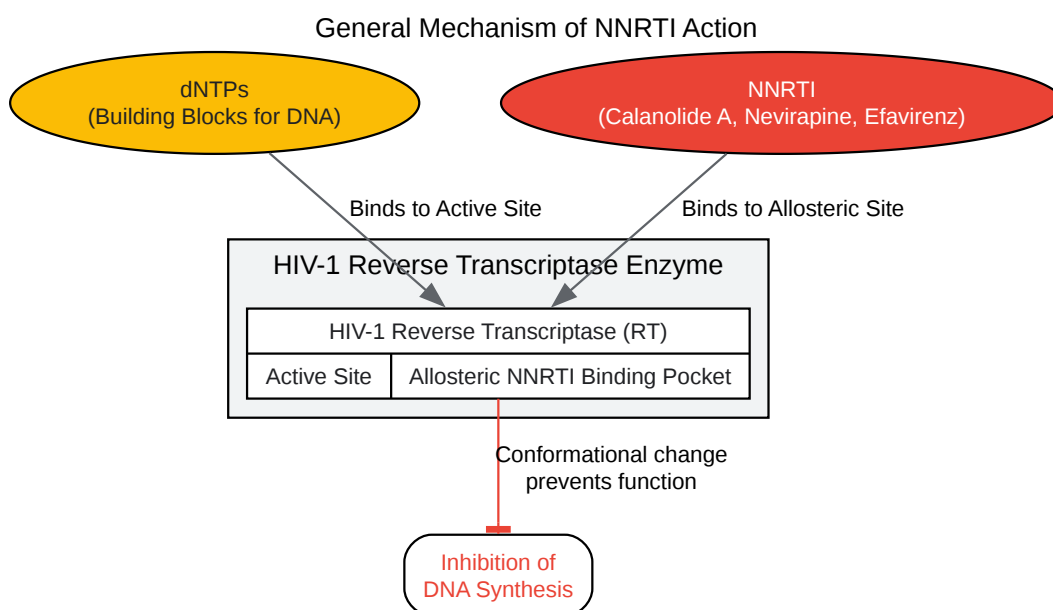 General Mechanism of NNRTI Action
dNTPs
(Building Blocks for DNA)
NNRTI
(Calanolide A, Nevirapine, Efavirenz)
Binds to Active Site
Binds to Allosteric Site
HIV-1 Reverse Transcriptase Enzyme
HIV-1 Reverse Transcriptase (RT)
Active Site
Allosteric NNRTI Binding Pocket
Conformational change
prevents function
Inhibition of
DNA Synthesis